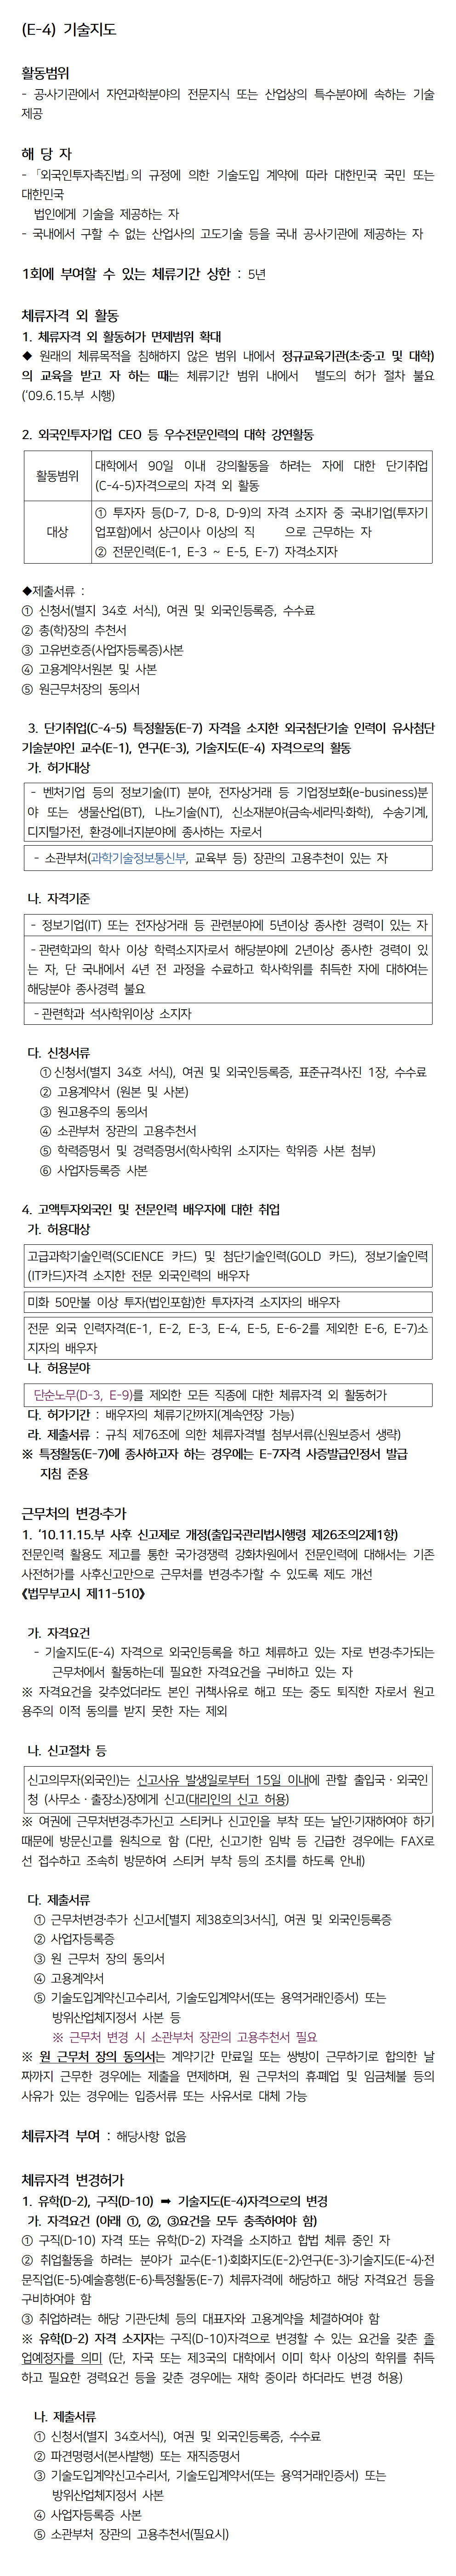 (E-4) 기술지도
활동범위
- 공·사기관에서 자연과학분야의 전문지식 또는 산업상의 특수분야에 속하는 기술
제공
해 당 자
- 「외국인투자촉진법」의 규정에 의한 기술도입 계약에 따라 대한민국 국민 또는
대한민국
법인에게 기술을 제공하는 자
- 국내에서 구할 수 없는 산업사의 고도기술 등을 국내 공·사기관에 제공하는 자
1회에 부여할 수 있는 체류기간 상한 : 5년
체류자격 외 활동
1. 체류자격 외 활동허가 면제범위 확대
◆ 원래의 체류목적을 침해하지 않은 범위 내에서 정규교육기관(초·중·고 및 대학)
의 교육을 받고 자 하는 때는 체류기간 범위 내에서 별도의 허가 절차 불요
('09.6.15.부 시행)
2. 외국인투자기업 CEO 등 우수전문인력의 대학 강연활동
활동범위
대학에서 90일 이내 강의활동을 하려는 자에 대한 단기취업
(C-4-5)자격으로의 자격 외 활동
대상
① 투자자 등(D-7, D-8, D-9)의 자격 소지자 중 국내기업(투자기
업포함)에서 상근이사 이상의 직 으로 근무하는 자
② 전문인력(E-1, E-3 ~ E-5, E-7) 자격소지자
◆제출서류 :
① 신청서(별지 34호 서식), 여권 및 외국인등록증, 수수료
② 총(학)장의 추천서
③ 고유번호증(사업자등록증)사본
④ 고용계약서원본 및 사본
⑤ 원근무처장의 동의서
3. 단기취업(C-4-5) 특정활동(E-7) 자격을 소지한 외국첨단기술 인력이 유사첨단
기술분야인 교수(E-1), 연구(E-3), 기술지도(E-4) 자격으로의 활동
가. 허가대상
- 벤처기업 등의 정보기술(IT) 분야, 전자상거래 등 기업정보화(e-business)분
야 또는 생물산업(BT), 나노기술(NT), 신소재분야(금속·세라믹·화학), 수송기계,
디지털가전, 환경·에너지분야에 종사하는 자로서
- 소관부처(과학기술정보통신부, 교육부 등) 장관의 고용추천이 있는 자
나. 자격기준
- 정보기업(IT) 또는 전자상거래 등 관련분야에 5년이상 종사한 경력이 있는 자
- 관련학과의 학사 이상 학력소지자로서 해당분야에 2년이상 종사한 경력이 있
는 자, 단 국내에서 4년 전 과정을 수료하고 학사학위를 취득한 자에 대하여는
해당분야 종사경력 불요
- 관련학과 석사학위이상 소지자
다. 신청서류
① 신청서(별지 34호 서식), 여권 및 외국인등록증, 표준규격사진 1장, 수수료
② 고용계약서 (원본 및 사본)
③ 원고용주의 동의서
④ 소관부처 장관의 고용추천서
⑤ 학력증명서 및 경력증명서(학사학위 소지자는 학위증 사본 첨부)
⑥ 사업자등록증 사본
4. 고액투자외국인 및 전문인력 배우자에 대한 취업
가. 허용대상
고급과학기술인력(SCIENCE 카드) 및 첨단기술인력(GOLD 카드), 정보기술인력
(IT카드)자격 소지한 전문 외국인력의 배우자
미화 50만불 이상 투자(법인포함)한 투자자격 소지자의 배우자
전문 외국 인력자격(E-1, E-2, E-3, E-4, E-5, E-6-2를 제외한 E-6, E-7)소
지자의 배우자
나. 허용분야
단순노무(D-3, E-9)를 제외한 모든 직종에 대한 체류자격 외 활동허가
다. 허가기간 : 배우자의 체류기간까지(계속연장 가능)
라. 제출서류 : 규칙 제76조에 의한 체류자격별 첨부서류(신원보증서 생략)
※ 특정활동(E-7)에 종사하고자 하는 경우에는 E-7자격 사증발급인정서 발급
지침 준용
근무처의 변경·추가
1. '10.11.15.부 사후 신고제로 개정(출입국관리법시행령 제26조의2제1항)
전문인력 활용도 제고를 통한 국가경쟁력 강화차원에서 전문인력에 대해서는 기존
사전허가를 사후신고만으로 근무처를 변경·추가할 수 있도록 제도 개선
《법무부고시 제11-510》
가. 자격요건
- 기술지도(E-4) 자격으로 외국인등록을 하고 체류하고 있는 자로 변경·추가되는
근무처에서 활동하는데 필요한 자격요건을 구비하고 있는 자
※ 자격요건을 갖추었더라도 본인 귀책사유로 해고 또는 중도 퇴직한 자로서 원고
용주의 이적 동의를 받지 못한 자는 제외
나. 신고절차 등
신고의무자(외국인)는 신고사유 발생일로부터 15일 이내에 관할 출입국·외국인
청 (사무소·출장소)장에게 신고(대리인의 신고 허용)
※ 여권에 근무처변경·추가신고 스티커나 신고인을 부착 또는 날인·기재하여야 하기
때문에 방문신고를 원칙으로 함 (다만, 신고기한 임박 등 긴급한 경우에는 FAX로
선 접수하고 조속히 방문하여 스티커 부착 등의 조치를 하도록 안내)
다. 제출서류
① 근무처변경·추가 신고서[별지 제38호의3서식], 여권 및 외국인등록증
② 사업자등록증
③ 원 근무처 장의 동의서
④ 고용계약서
⑤ 기술도입계약신고수리서, 기술도입계약서(또는 용역거래인증서) 또는
방위산업체지정서 사본 등
※ 근무처 변경 시 소관부처 장관의 고용추천서 필요
※ 원 근무처 장의 동의서는 계약기간 만료일 또는 쌍방이 근무하기로 합의한 날
짜까지 근무한 경우에는 제출을 면제하며, 원 근무처의 휴·폐업 및 임금체불 등의
사유가 있는 경우에는 입증서류 또는 사유서로 대체 가능
체류자격 부여 : 해당사항 없음
체류자격 변경허가
1. 유학(D-2), 구직(D-10) ➡ 기술지도(E-4)자격으로의 변경
가. 자격요건 (아래 ①, ②, ③요건을 모두 충족하여야 함)
① 구직(D-10) 자격 또는 유학(D-2) 자격을 소지하고 합법 체류 중인 자
② 취업활동을 하려는 분야가 교수(E-1)·회화지도(E-2)·연구(E-3)·기술지도(E-4)·전
문직업(E-5)·예술흥행(E-6)·특정활동(E-7) 체류자격에 해당하고 해당 자격요건 등을
구비하여야 함
③ 취업하려는 해당 기관·단체 등의 대표자와 고용계약을 체결하여야 함
※ 유학(D-2) 자격 소지자는 구직(D-10)자격으로 변경할 수 있는 요건을 갖춘 졸
업예정자를 의미 (단, 자국 또는 제3국의 대학에서 이미 학사 이상의 학위를 취득
하고 필요한 경력요건 등을 갖춘 경우에는 재학 중이라 하더라도 변경 허용)
나. 제출서류
① 신청서(별지 34호서식), 여권 및 외국인등록증, 수수료
② 파견명령서(본사발행) 또는 재직증명서
③ 기술도입계약신고수리서, 기술도입계약서(또는 용역거래인증서) 또는
방위산업체지정서 사본
④ 사업자등록증 사본
⑤ 소관부처 장관의 고용추천서(필요시)